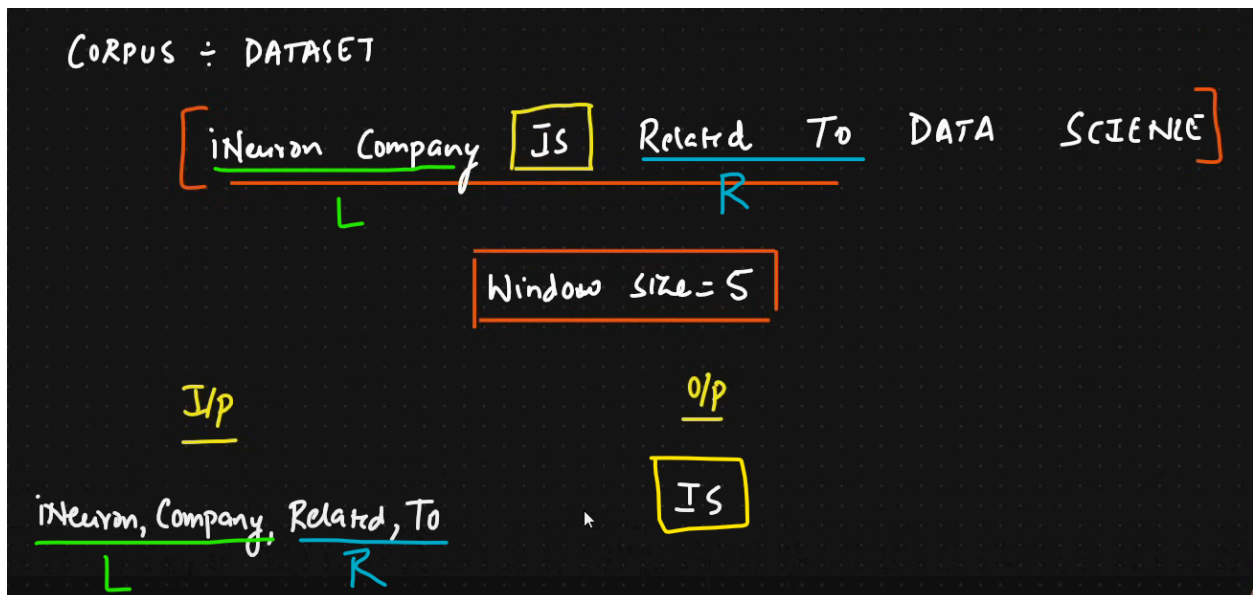 CORPUS ÷ DATASET
[iNeuron Company IS Related To DATA SCIENCE]
L R
Window size = 5
I/p O/p
iNeuron, Company, Related, To IS
L R